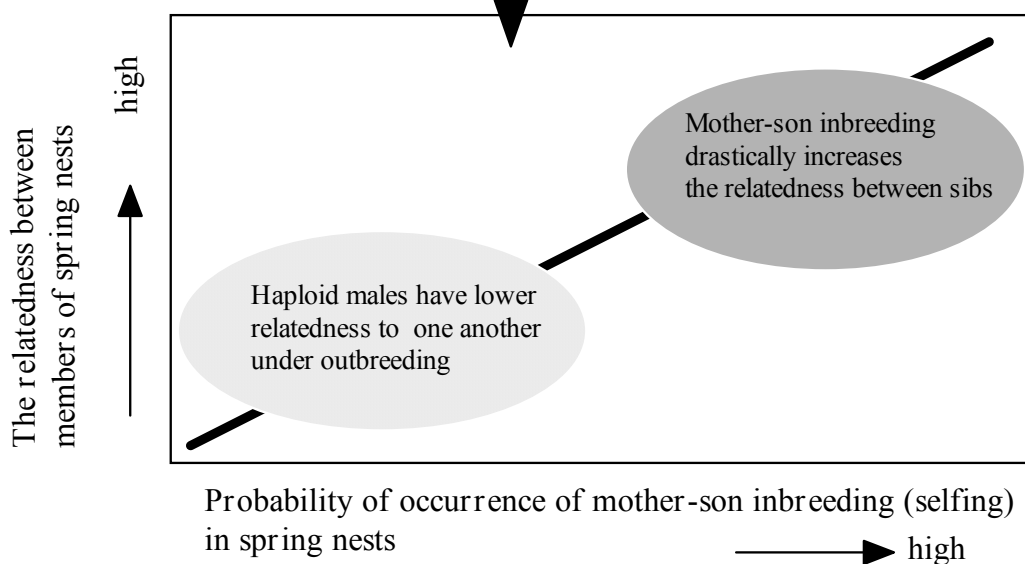 high
The relatedness between
members of spring nests
Mother-son inbreeding
drastically increases
the relatedness between sibs
Haploid males have lower
relatedness to one another
under outbreeding
Probability of occurrence of mother-son inbreeding (selfing)
in spring nests
high